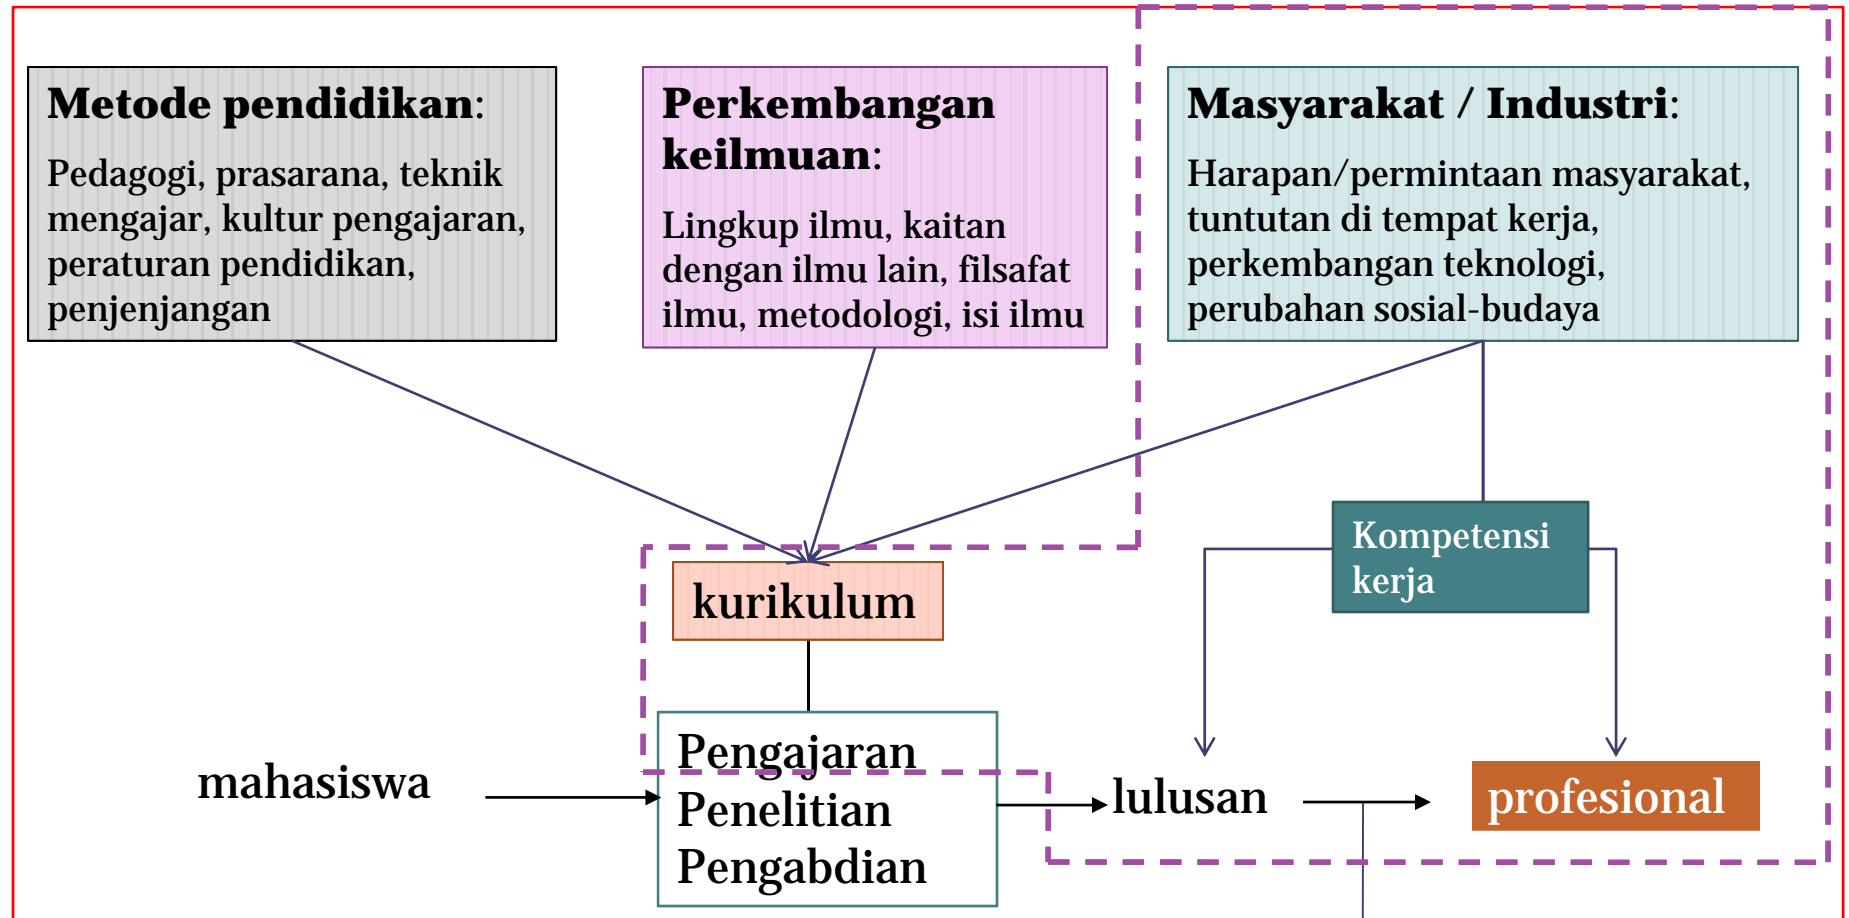 Metode pendidikan:
Pedagogi, prasarana, teknik
mengajar, kultur pengajaran,
peraturan pendidikan,
penjenjangan
Perkembangan
keilmuan:
Lingkup ilmu, kaitan
dengan ilmu lain, filsafat
ilmu, metodologi, isi ilmu
Masyarakat / Industri:
Harapan/permintaan masyarakat,
tuntutan di tempat kerja,
perkembangan teknologi,
perubahan sosial-budaya
Kompetensi
kerja
kurikulum
mahasiswa
Pengajaran
Penelitian
Pengabdian
lulusan
profesional